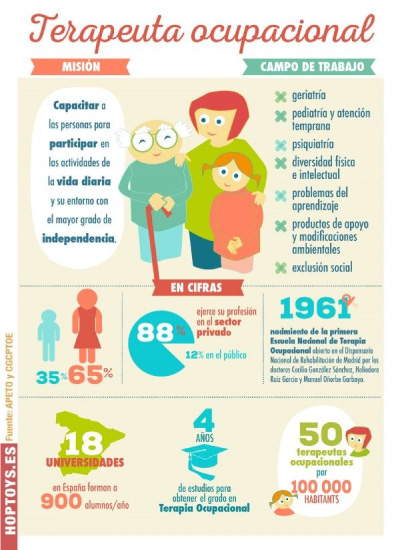 Terapeuta ocupacional
MISIÓN
Capacitar a
las personas para
participar en
las actividades de
la vida diaria
y su entorno con
el mayor grado de
independencia.
CAMPO DE TRABAJO
geriatría
pediatría y atención
temprana
psiquiatría
diversidad física
e intelectual
problemas del
aprendizaje
productos de apoyo
y modificaciones
ambientales
exclusión social
EN CIFRAS
35% 65%
88%
ejerce su profesión
en el sector
privado
12% en el público
1961
nacimiento de la primera
Escuela Nacional de Terapia
Ocupacional abierta en el Dispensario
Nacional de Rehabilitación de Madrid por los
doctores Cecilio González Sánchez, Heliodoro
Ruiz García y Manuel Oñorbe Garbayo.
18
UNIVERSIDADES
en España forman a
900 alumnos/año
4
AÑOS
de estudios para
obtener el grado en
Terapia Ocupacional
50
terapeutas
ocupacionales
por
100 000
HABITANTS
HOPTOYS.ES
Fuente: APETO y CGCPTOE